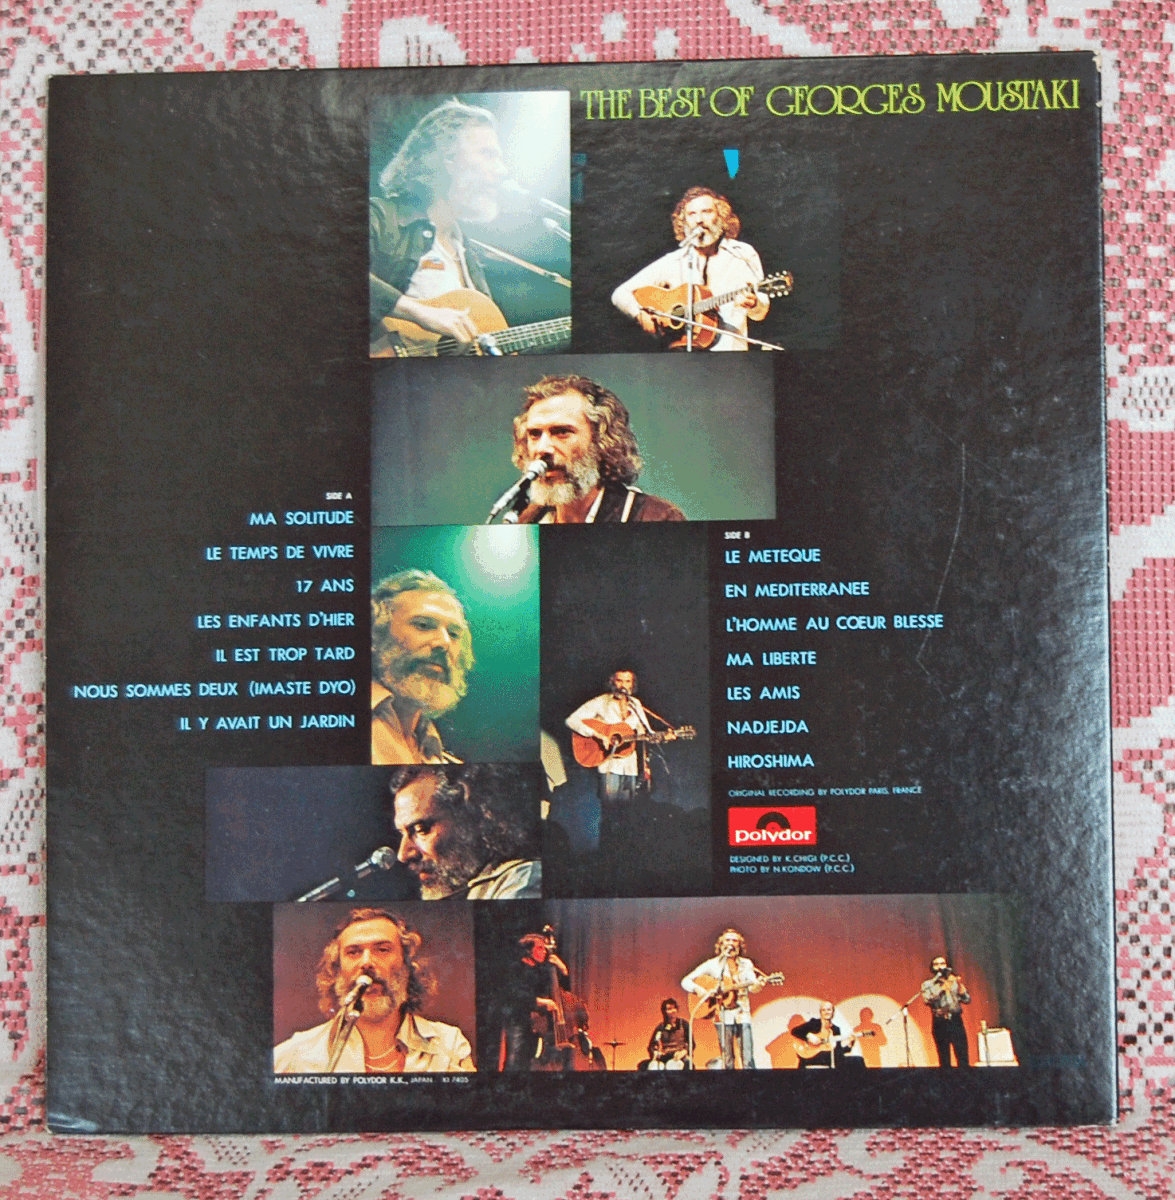 THE BEST OF GEORGES MOUSTAKI
SIDE A
MA SOLITUDE
LE TEMPS DE VIVRE
17 ANS
LES ENFANTS D'HIER
IL EST TROP TARD
NOUS SOMMES DEUX (IMASTE DYO)
IL Y AVAIT UN JARDIN
SIDE B
LE METEQUE
EN MEDITERRANEE
L'HOMME AU CŒUR BLESSE
MA LIBERTE
LES AMIS
NADJEJDA
HIROSHIMA
ORIGINAL RECORDING BY POLYDOR PARIS, FRANCE
polydor
DESIGNED BY K.CHIGI (P.C.C.)
PHOTO BY N.KONDOW (P.C.C.)
MANUFACTURED BY POLYDOR K.K., JAPAN